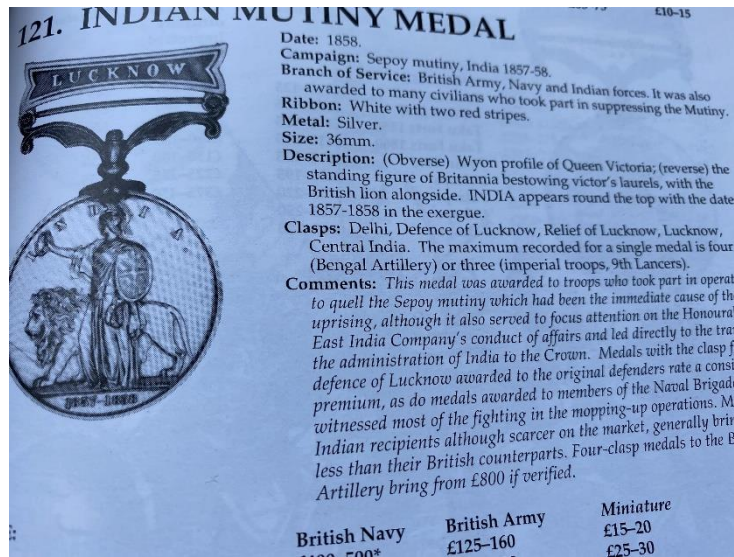 £10–15
121. INDIAN MUTINY MEDAL
LUCKNOW
INDIA.
1857-1858
Date: 1858.
Campaign: Sepoy mutiny, India 1857-58.
Branch of Service: British Army, Navy and Indian forces. It was also
awarded to many civilians who took part in suppressing the Mutiny.
Ribbon: White with two red stripes.
Metal: Silver.
Size: 36mm.
Description: (Obverse) Wyon profile of Queen Victoria; (reverse) the
standing figure of Britannia bestowing victor's laurels, with the
British lion alongside. INDIA appears round the top with the date
1857-1858 in the exergue.
Clasps: Delhi, Defence of Lucknow, Relief of Lucknow, Lucknow,
Central India. The maximum recorded for a single medal is four
(Bengal Artillery) or three (imperial troops, 9th Lancers).
Comments: This medal was awarded to troops who took part in operat
to quell the Sepoy mutiny which had been the immediate cause of th
uprising, although it also served to focus attention on the Honoura
East India Company's conduct of affairs and led directly to the tra
the administration of India to the Crown. Medals with the clasp f
defence of Lucknow awarded to the original defenders rate a consi
premium, as do medals awarded to members of the Naval Brigade
witnessed most of the fighting in the mopping-up operations. M
Indian recipients although scarcer on the market, generally brin
less than their British counterparts. Four-clasp medals to the B
Artillery bring from £800 if verified.
British Navy British Army Miniature
£125–160 £15–20
£25–30